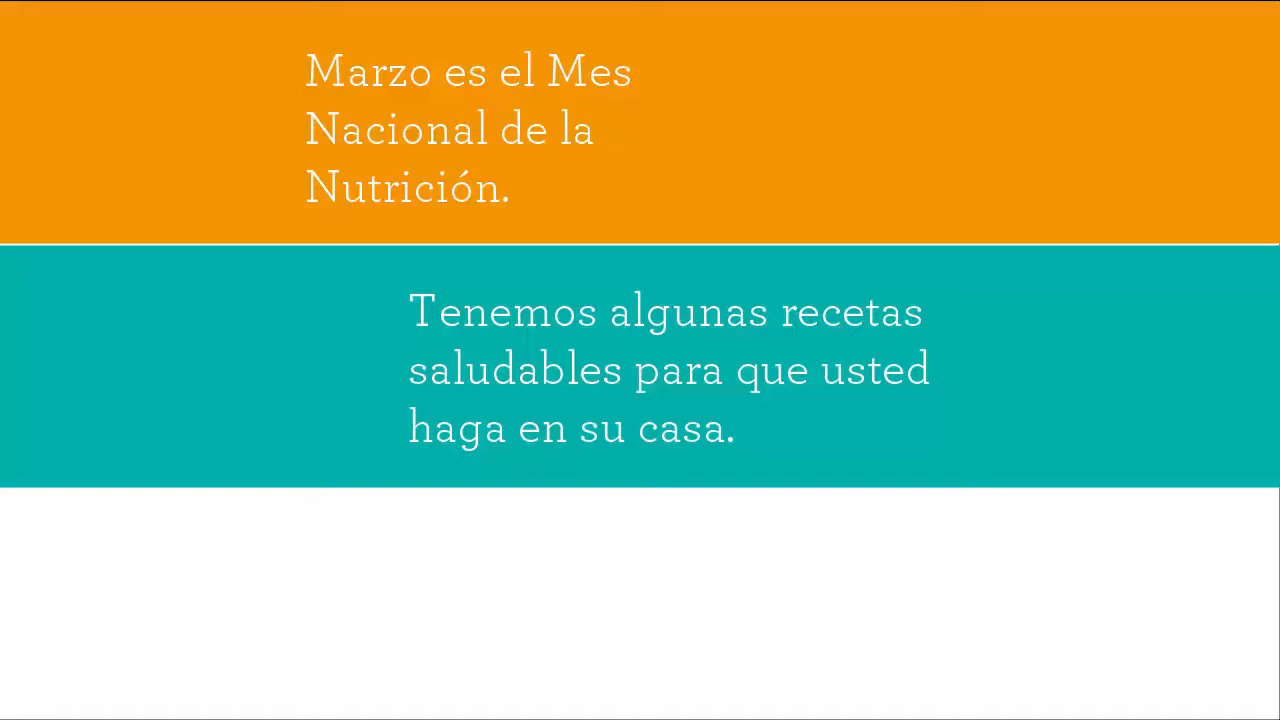 Marzo es el Mes
Nacional de la
Nutrición.
Tenemos algunas recetas
saludables para que usted
haga en su casa.